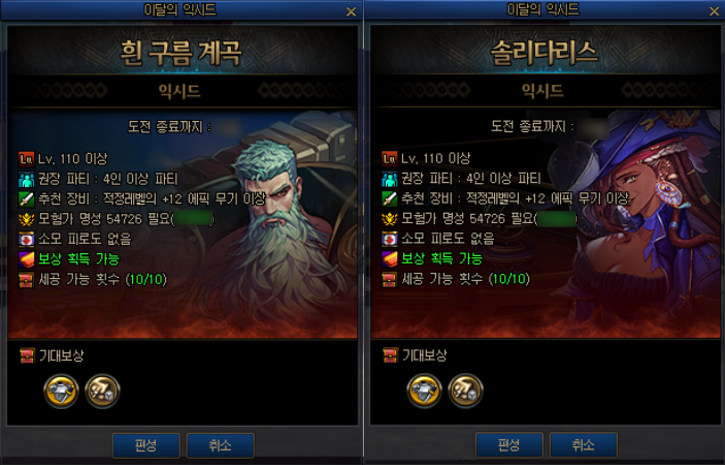 이달의 익시드
흰 구름 계곡
익시드
도전 종료까지 :
Lv. 110 이상
권장 파티 : 4인 이상 파티
추천 장비 : 적정레벨의 +12 에픽 무기 이상
모험가 명성 54726 필요( )
소모 피로도 없음
보상 획득 가능
세공 가능 횟수 (10/10)
기대보상
편성
취소
이달의 익시드
솔리다리스
익시드
도전 종료까지 :
Lv. 110 이상
권장 파티 : 4인 이상 파티
추천 장비 : 적정레벨의 +12 에픽 무기 이상
모험가 명성 54726 필요( )
소모 피로도 없음
보상 획득 가능
세공 가능 횟수 (10/10)
기대보상
편성
취소